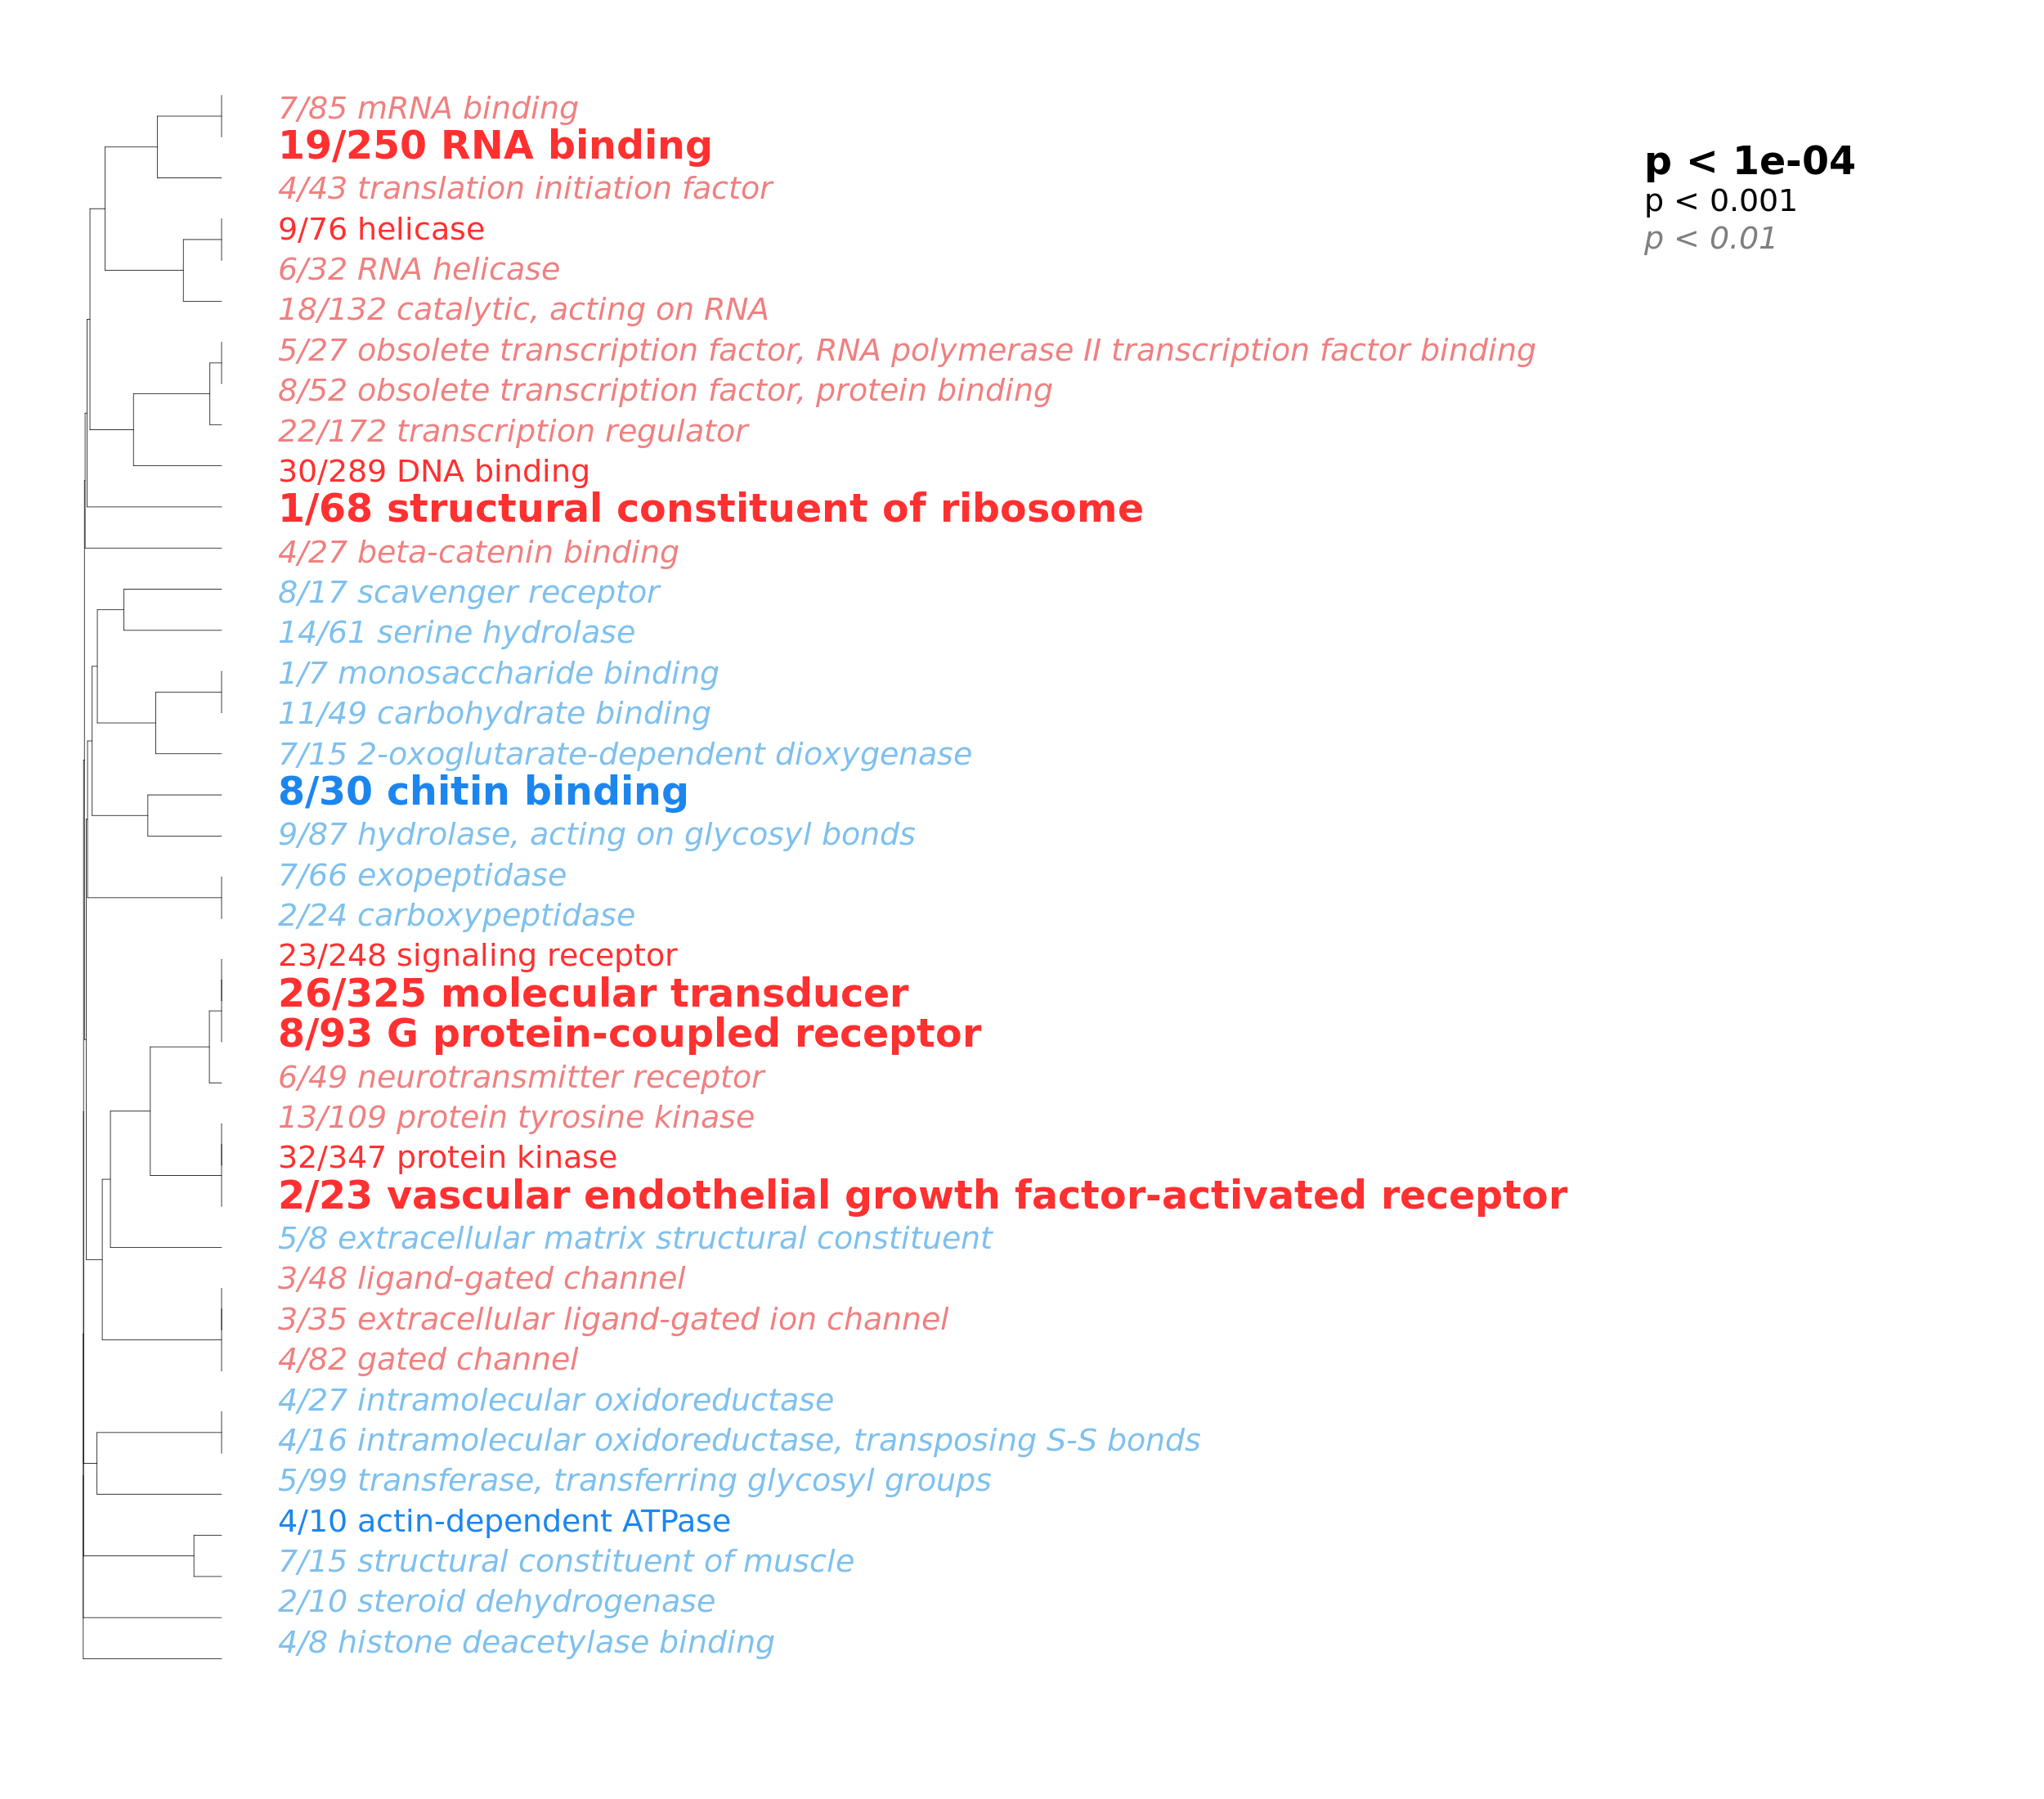 7/85 mRNA binding
19/250 RNA binding
4/43 translation initiation factor
9/76 helicase
6/32 RNA helicase
18/132 catalytic, acting on RNA
5/27 obsolete transcription factor, RNA polymerase II transcription factor binding
8/52 obsolete transcription factor, protein binding
22/172 transcription regulator
30/289 DNA binding
1/68 structural constituent of ribosome
4/27 beta-catenin binding
8/17 scavenger receptor
14/61 serine hydrolase
1/7 monosaccharide binding
11/49 carbohydrate binding
7/15 2-oxoglutarate-dependent dioxygenase
8/30 chitin binding
9/87 hydrolase, acting on glycosyl bonds
7/66 exopeptidase
2/24 carboxypeptidase
23/248 signaling receptor
26/325 molecular transducer
8/93 G protein-coupled receptor
6/49 neurotransmitter receptor
13/109 protein tyrosine kinase
32/347 protein kinase
2/23 vascular endothelial growth factor-activated receptor
5/8 extracellular matrix structural constituent
3/48 ligand-gated channel
3/35 extracellular ligand-gated ion channel
4/82 gated channel
4/27 intramolecular oxidoreductase
4/16 intramolecular oxidoreductase, transposing S-S bonds
5/99 transferase, transferring glycosyl groups
4/10 actin-dependent ATPase
7/15 structural constituent of muscle
2/10 steroid dehydrogenase
4/8 histone deacetylase binding
p < 1e-04
p < 0.001
p < 0.01